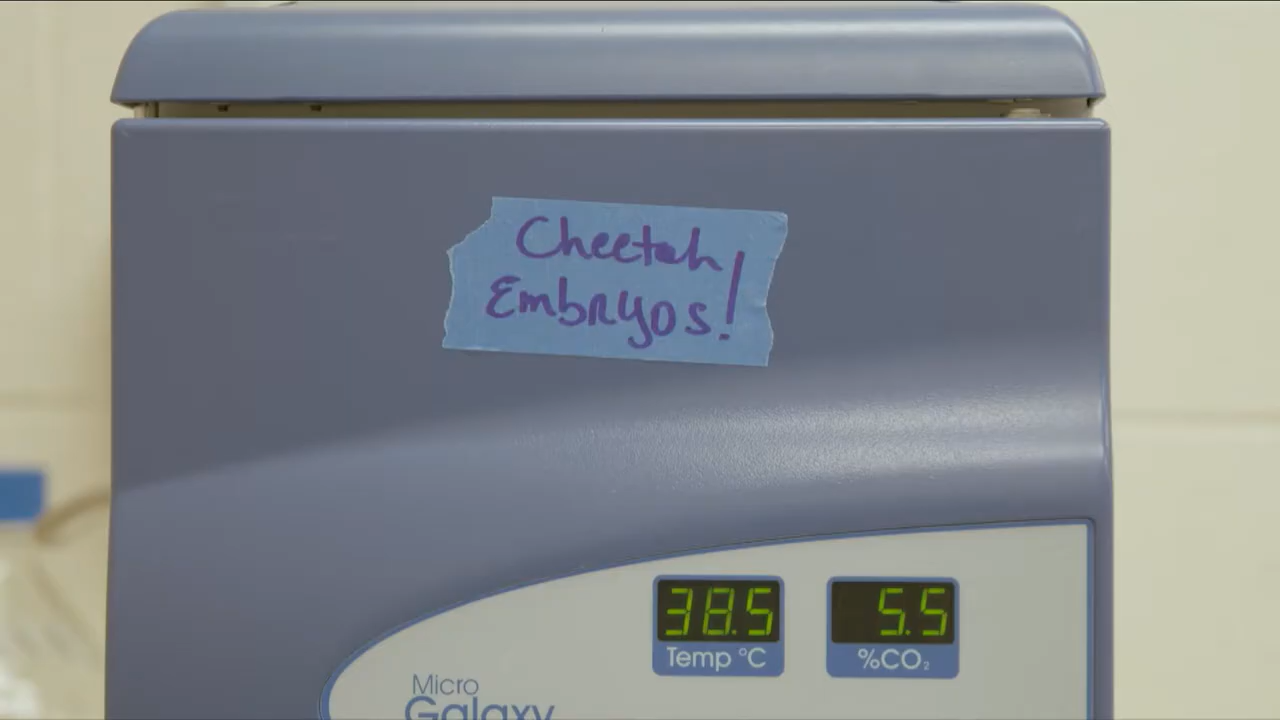 Cheetah
Embryos!
38.5
5.5
Temp °C
%CO₂
Micro
Galaxy